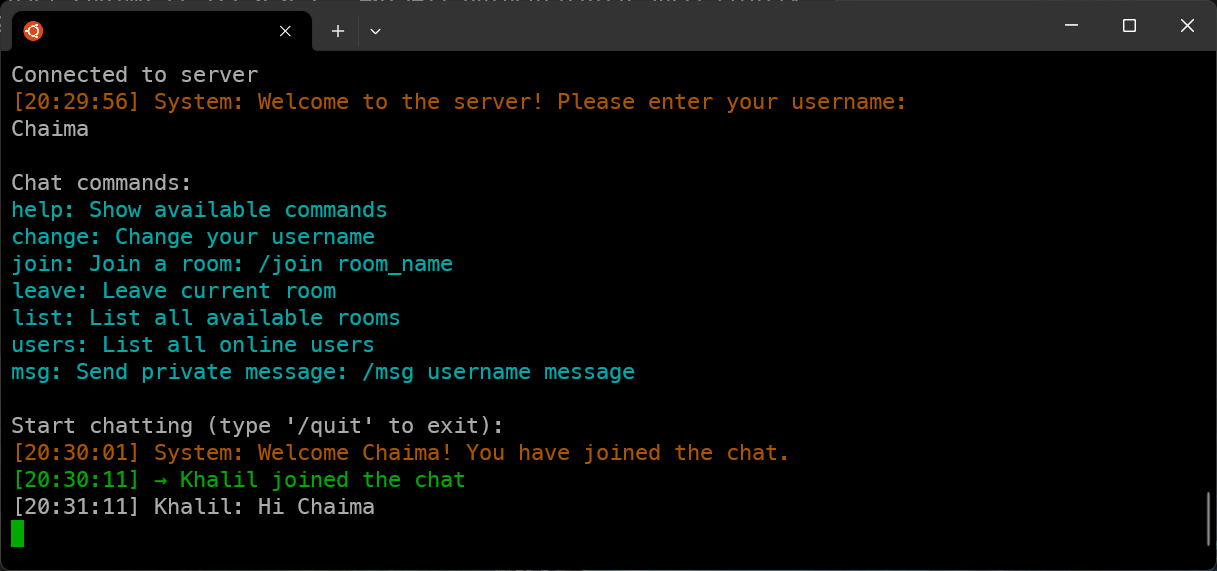 Connected to server
[20:29:56] System: Welcome to the server! Please enter your username:
Chaima
Chat commands:
help: Show available commands
change: Change your username
join: Join a room: /join room_name
leave: Leave current room
list: List all available rooms
users: List all online users
msg: Send private message: /msg username message
Start chatting (type '/quit' to exit):
[20:30:01] System: Welcome Chaima! You have joined the chat.
[20:30:11] → Khalil joined the chat
[20:31:11] Khalil: Hi Chaima